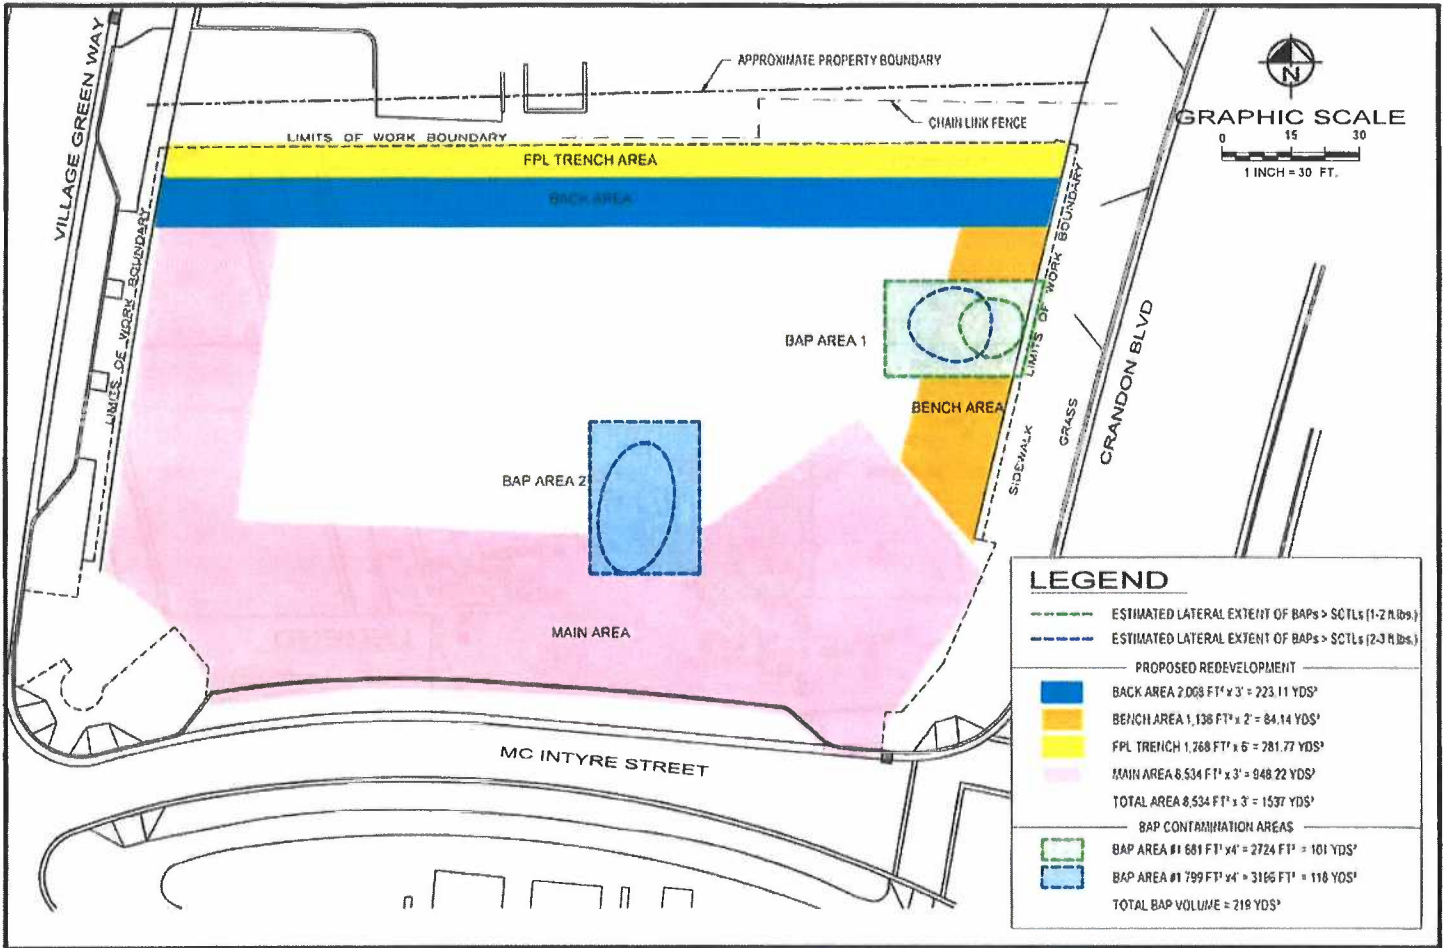 VILLAGE GREEN WAY
APPROXIMATE PROPERTY BOUNDARY
N
GRAPHIC SCALE
0 15 30
1 INCH = 30 FT.
CHAIN LINK FENCE
LIMITS OF WORK BOUNDARY
FPL TRENCH AREA
BACK AREA
LIMITS OF WORK BOUNDARY
LIMITS OF WORK BOUNDARY
BAP AREA 1
BENCH AREA
SIDEWALK
GRASS
CRANDON BLVD
BAP AREA 2
MAIN AREA
MC INTYRE STREET
LEGEND
ESTIMATED LATERAL EXTENT OF BAPs > SCTLs (1-2 ft.lbs.)
ESTIMATED LATERAL EXTENT OF BAPs > SCTLs (2-3 ft.lbs.)
PROPOSED REDEVELOPMENT
BACK AREA 2,008 FT² x 3' = 223.11 YDS³
BENCH AREA 1,136 FT² x 2' = 84.14 YDS³
FPL TRENCH 1,268 FT² x 6' = 281.77 YDS³
MAIN AREA 8,534 FT² x 3' = 948.22 YDS³
TOTAL AREA 8,534 FT² x 3' = 1537 YDS³
BAP CONTAMINATION AREAS
BAP AREA #1 681 FT² x4' = 2724 FT³ = 101 YDS³
BAP AREA #1 799 FT² x4' = 3196 FT³ = 118 YDS³
TOTAL BAP VOLUME = 219 YDS³